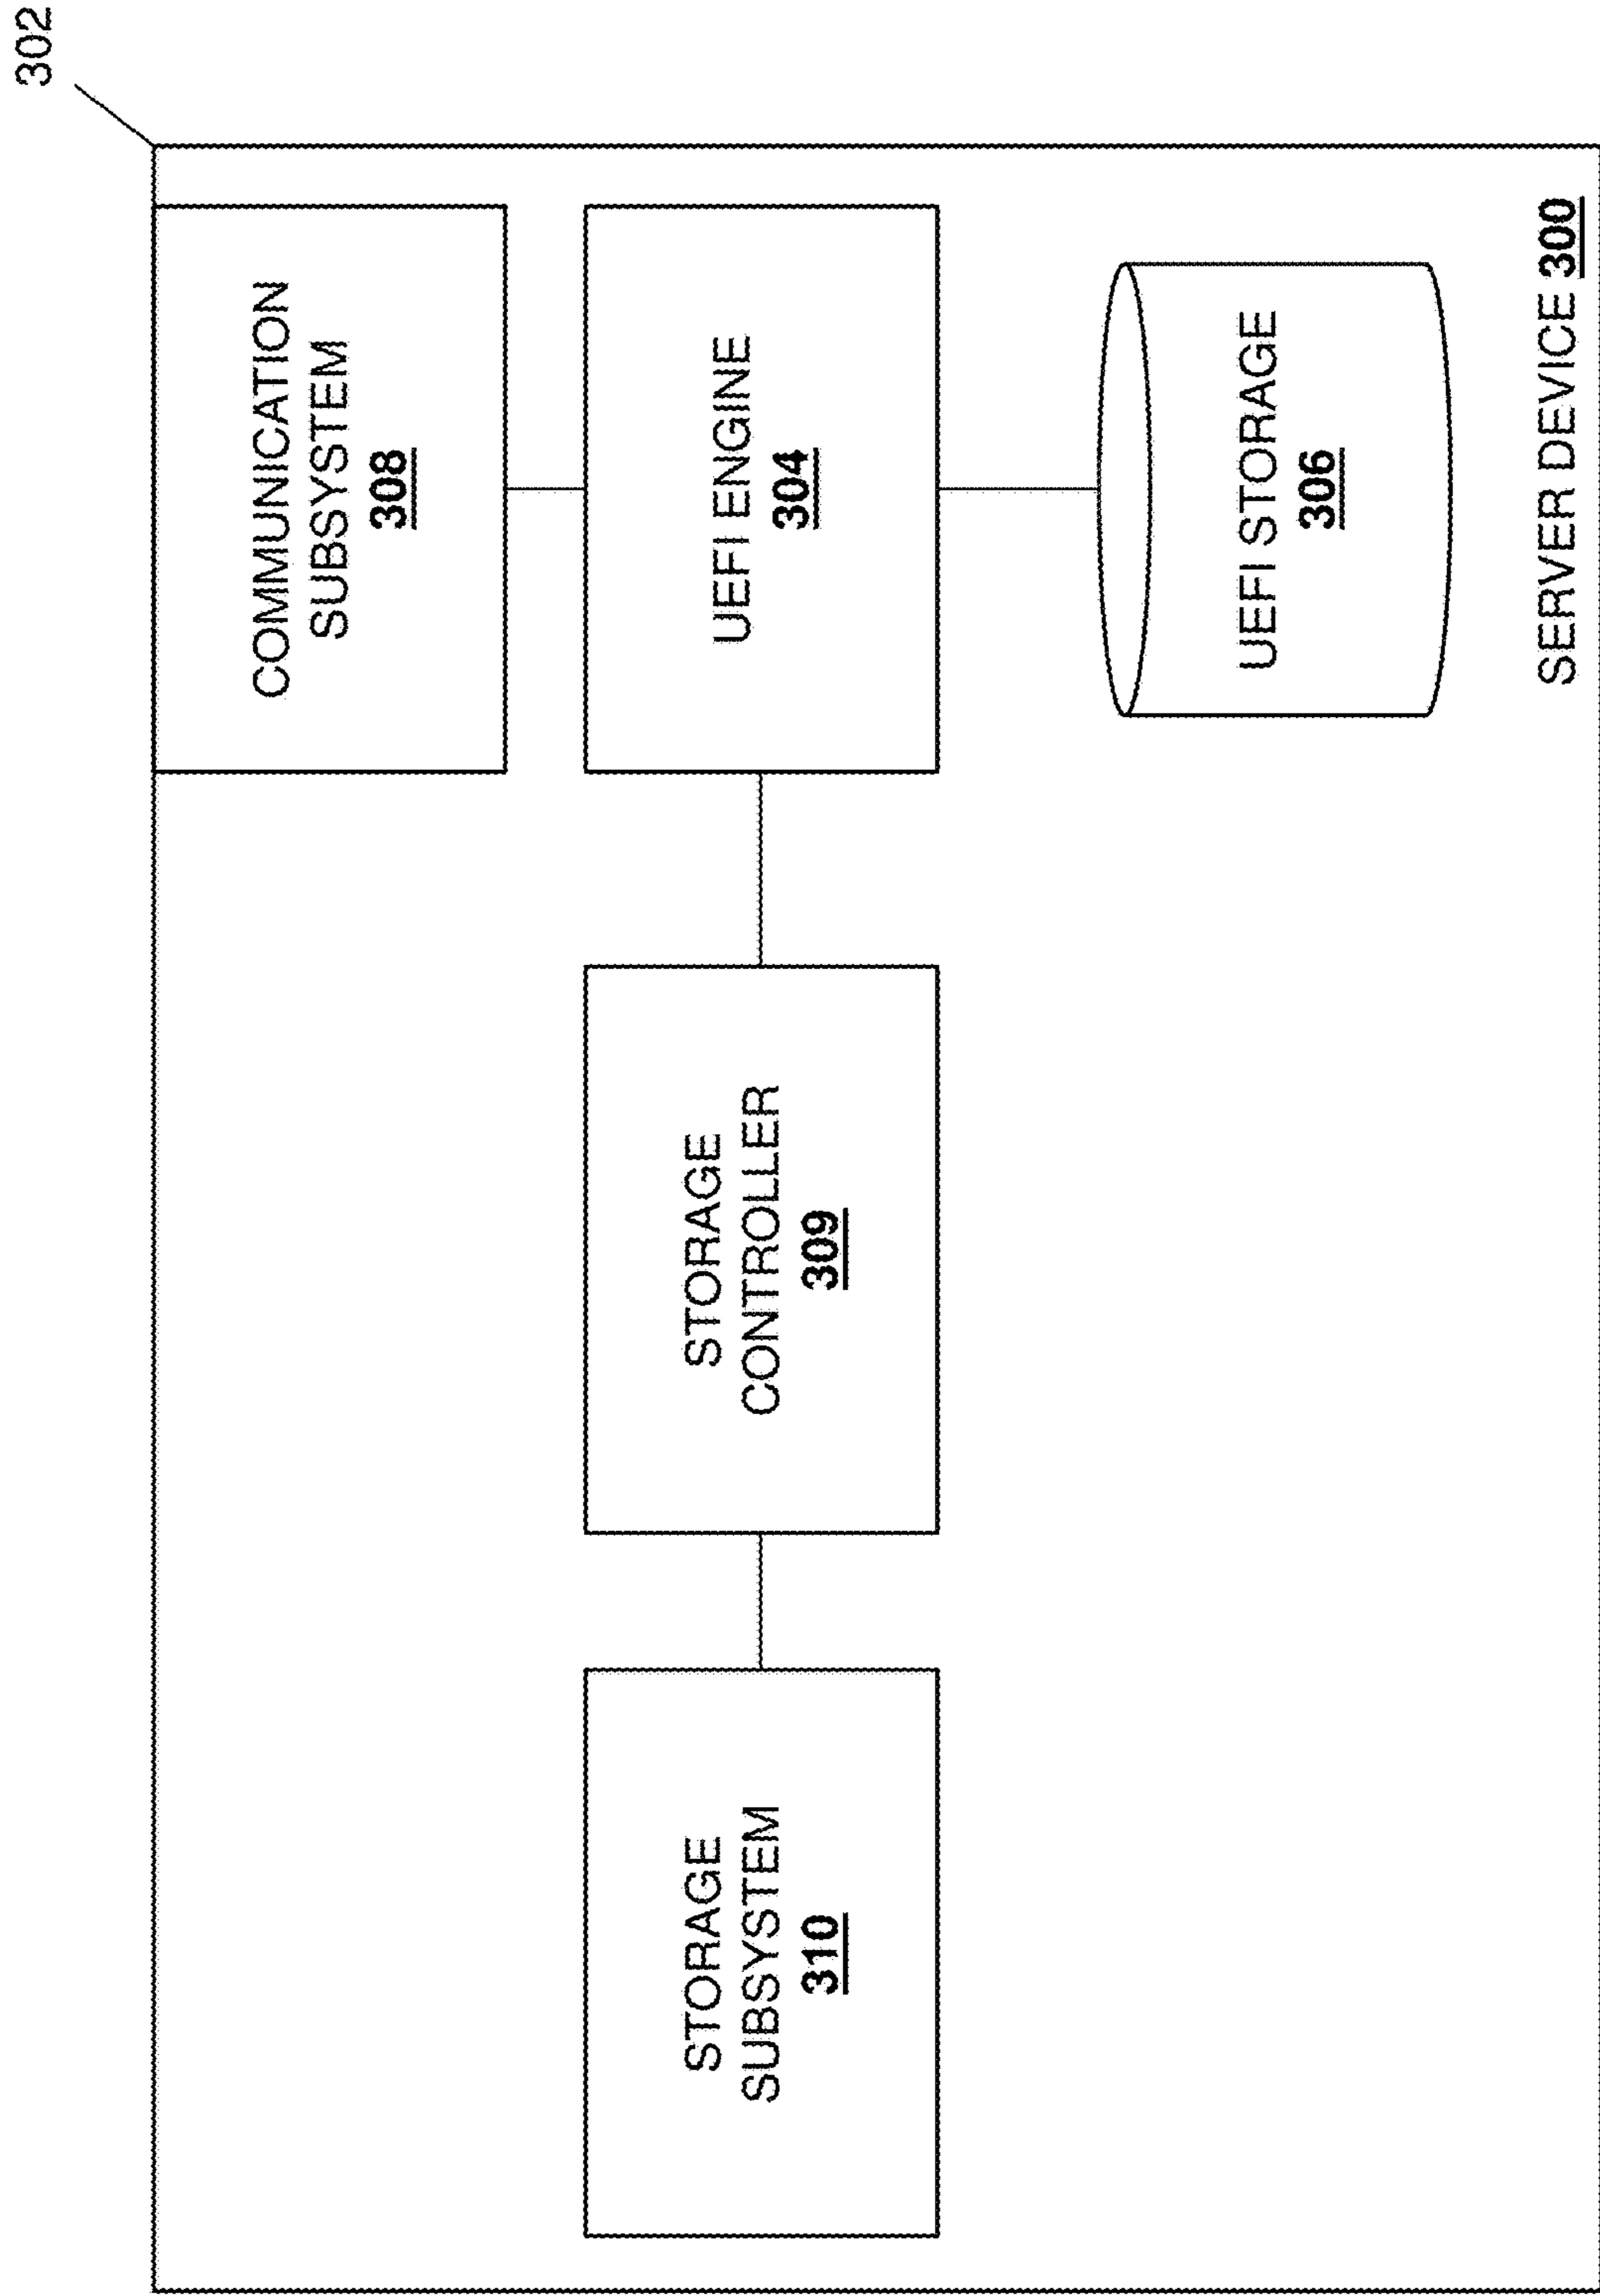 302
COMMUNICATION
SUBSYSTEM
308
STORAGE
SUBSYSTEM
310
STORAGE
CONTROLLER
309
UEFI ENGINE
304
UEFI STORAGE
306
SERVER DEVICE 300